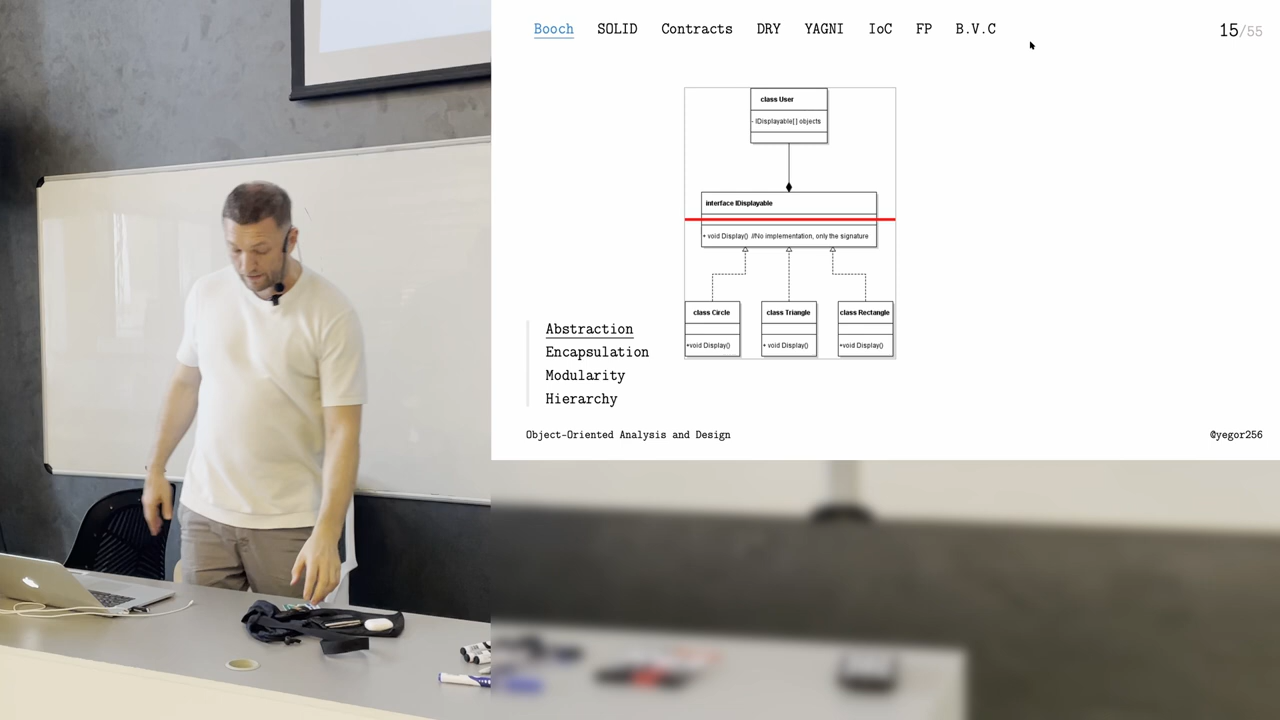 Booch SOLID Contracts DRY YAGNI IoC FP B.V.C 15/55
class User
- IDisplayable[] objects
interface IDisplayable
+ void Display() //No implementation, only the signature
class Circle class Triangle class Rectangle
+void Display() + void Display() +void Display()
Abstraction
Encapsulation
Modularity
Hierarchy
Object-Oriented Analysis and Design @yegor256